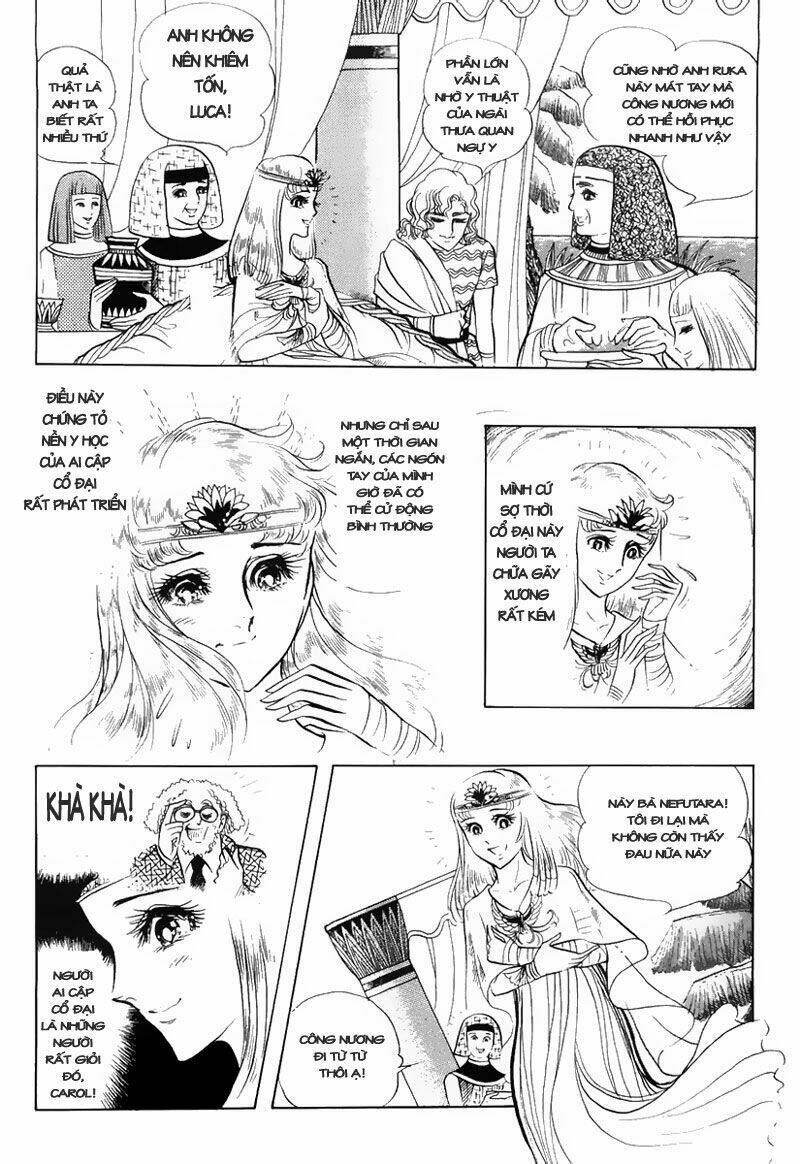 CŨNG NHỜ ANH RUKA
NÀY MÁT TAY MÀ
CÔNG NƯƠNG MỚI
CÓ THỂ HỒI PHỤC
NHANH NHƯ VẬY
PHẦN LỚN
VẪN LÀ
NHỜ Y THUẬT
CỦA NGÀI
THƯA QUAN
NGỰ Y
ANH KHÔNG
NÊN KHIÊM
TỐN,
LUCA!
QUẢ
THẬT LÀ
ANH TA
BIẾT RẤT
NHIỀU THỨ
MÌNH CỨ
SỢ THỜI
CỔ ĐẠI NÀY
NGƯỜI TA
CHỮA GÃY
XƯƠNG
RẤT KÉM
NHƯNG CHỈ SAU
MỘT THỜI GIAN
NGẮN, CÁC NGÓN
TAY CỦA MÌNH
GIỜ ĐÃ CÓ
THỂ CỬ ĐỘNG
BÌNH THƯỜNG
ĐIỀU NÀY
CHỨNG TỎ
NỀN Y HỌC
CỦA AI CẬP
CỔ ĐẠI
RẤT PHÁT TRIỂN
NÀY BÀ NEFUTARA!
TÔI ĐI LẠI MÀ
KHÔNG CÒN THẤY
ĐAU NỮA NÀY
CÔNG NƯƠNG
ĐI TỪ TỪ
THÔI Ạ!
KHÀ KHÀ!
NGƯỜI
AI CẬP
CỔ ĐẠI
LÀ NHỮNG
NGƯỜI
RẤT GIỎI
ĐÓ,
CAROL!